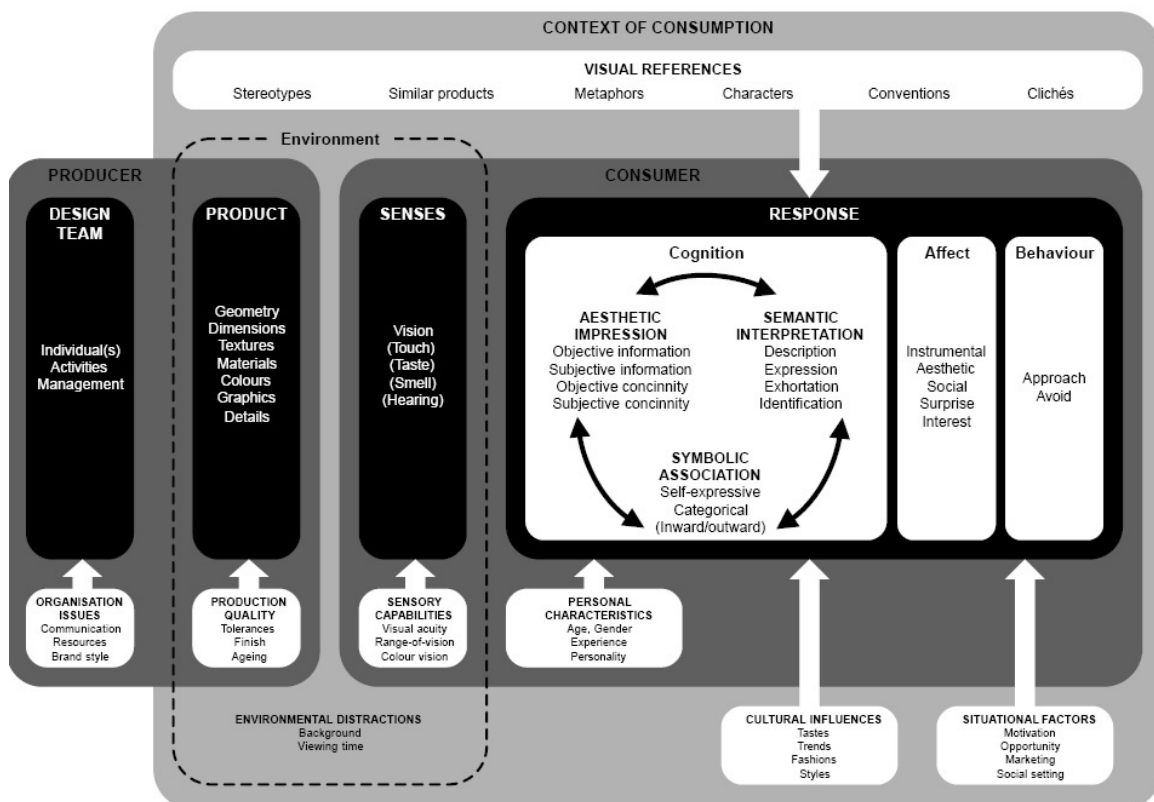 CONTEXT OF CONSUMPTION
VISUAL REFERENCES
Stereotypes Similar products Metaphors Characters Conventions Clichés
Environment
PRODUCER
CONSUMER
DESIGN
TEAM
Individual(s)
Activities
Management
PRODUCT
Geometry
Dimensions
Textures
Materials
Colours
Graphics
Details
SENSES
Vision
(Touch)
(Taste)
(Smell)
(Hearing)
RESPONSE
Cognition
AESTHETIC
IMPRESSION
Objective information
Subjective information
Objective concinnity
Subjective concinnity
SEMANTIC
INTERPRETATION
Description
Expression
Exhortation
Identification
SYMBOLIC
ASSOCIATION
Self-expressive
Categorical
(Inward/outward)
Affect
Instrumental
Aesthetic
Social
Surprise
Interest
Behaviour
Approach
Avoid
ORGANISATION
ISSUES
Communication
Resources
Brand style
PRODUCTION
QUALITY
Tolerances
Finish
Ageing
SENSORY
CAPABILITIES
Visual acuity
Range-of-vision
Colour vision
PERSONAL
CHARACTERISTICS
Age, Gender
Experience
Personality
ENVIRONMENTAL DISTRACTIONS
Background
Viewing time
CULTURAL INFLUENCES
Tastes
Trends
Fashions
Styles
SITUATIONAL FACTORS
Motivation
Opportunity
Marketing
Social setting